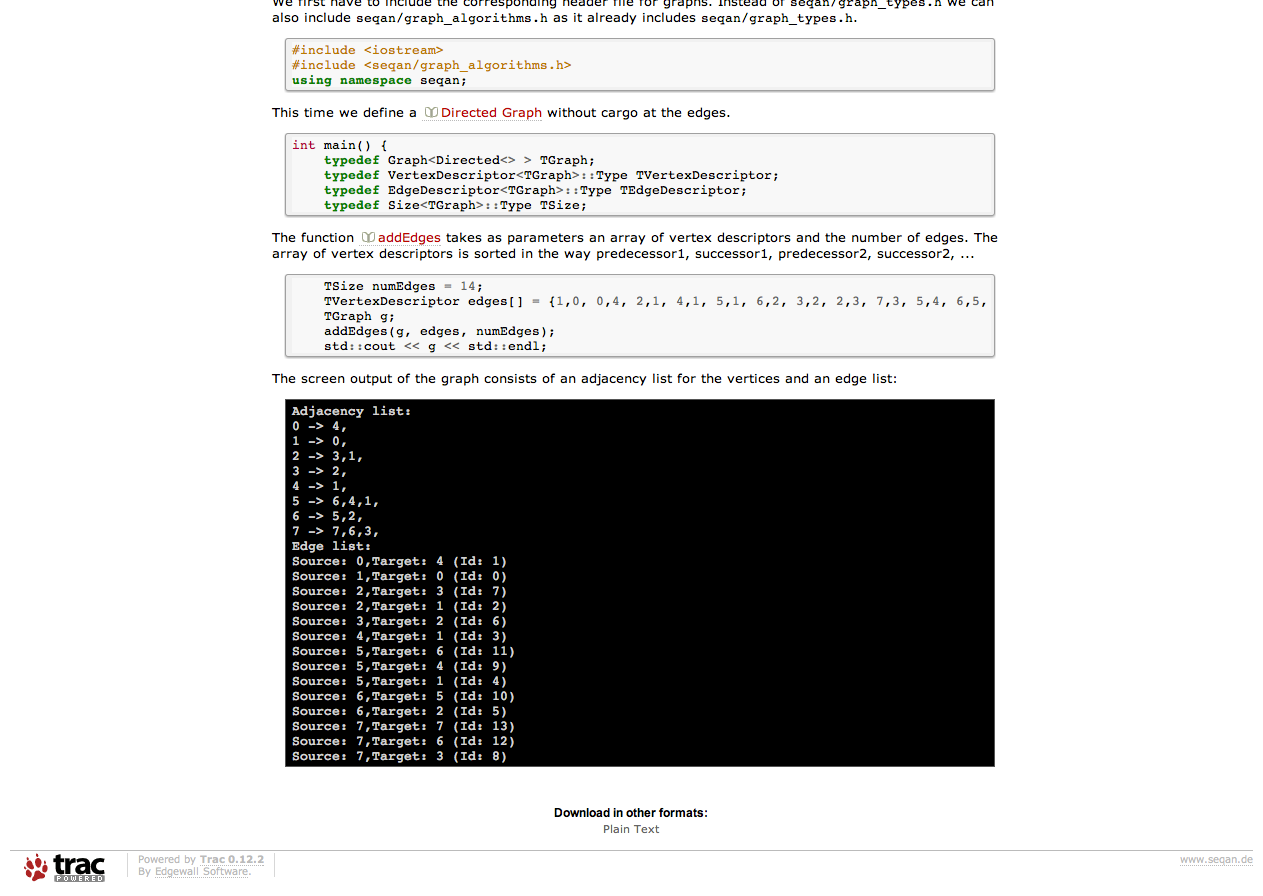 We first have to include the corresponding header file for graphs. Instead of seqan/graph_types.h we can
also include seqan/graph_algorithms.h as it already includes seqan/graph_types.h.
#include <iostream>
#include <seqan/graph_algorithms.h>
using namespace seqan;
This time we define a Directed Graph without cargo at the edges.
int main() {
    typedef Graph<Directed<> > TGraph;
    typedef VertexDescriptor<TGraph>::Type TVertexDescriptor;
    typedef EdgeDescriptor<TGraph>::Type TEdgeDescriptor;
    typedef Size<TGraph>::Type TSize;
The function addEdges takes as parameters an array of vertex descriptors and the number of edges. The
array of vertex descriptors is sorted in the way predecessor1, successor1, predecessor2, successor2, ...
    TSize numEdges = 14;
    TVertexDescriptor edges[] = {1,0, 0,4, 2,1, 4,1, 5,1, 6,2, 3,2, 2,3, 7,3, 5,4, 6,5,
    TGraph g;
    addEdges(g, edges, numEdges);
    std::cout << g << std::endl;
The screen output of the graph consists of an adjacency list for the vertices and an edge list:
Adjacency list:
0 -> 4,
1 -> 0,
2 -> 3,1,
3 -> 2,
4 -> 1,
5 -> 6,4,1,
6 -> 5,2,
7 -> 7,6,3,
Edge list:
Source: 0,Target: 4 (Id: 1)
Source: 1,Target: 0 (Id: 0)
Source: 2,Target: 3 (Id: 7)
Source: 2,Target: 1 (Id: 2)
Source: 3,Target: 2 (Id: 6)
Source: 4,Target: 1 (Id: 3)
Source: 5,Target: 6 (Id: 11)
Source: 5,Target: 4 (Id: 9)
Source: 5,Target: 1 (Id: 4)
Source: 6,Target: 5 (Id: 10)
Source: 6,Target: 2 (Id: 5)
Source: 7,Target: 7 (Id: 13)
Source: 7,Target: 6 (Id: 12)
Source: 7,Target: 3 (Id: 8)
Download in other formats:
Plain Text
trac
POWERED
Powered by Trac 0.12.2
By Edgewall Software.
www.seqan.de